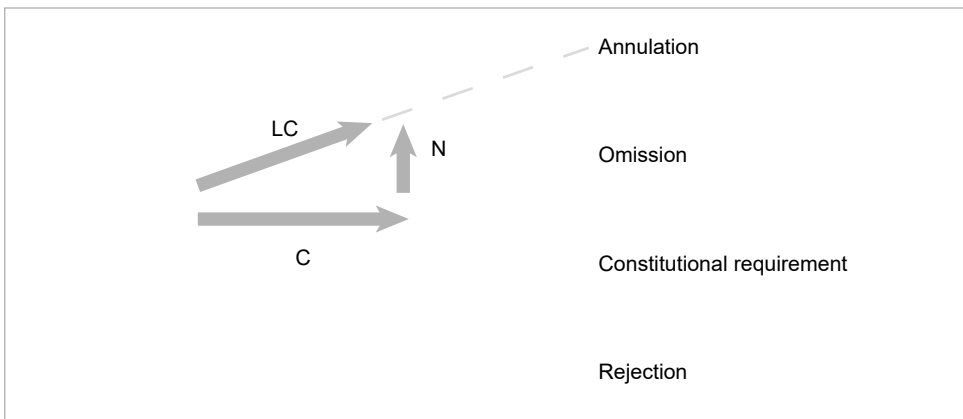 Annulation
LC
N
Omission
C
Constitutional requirement
Rejection